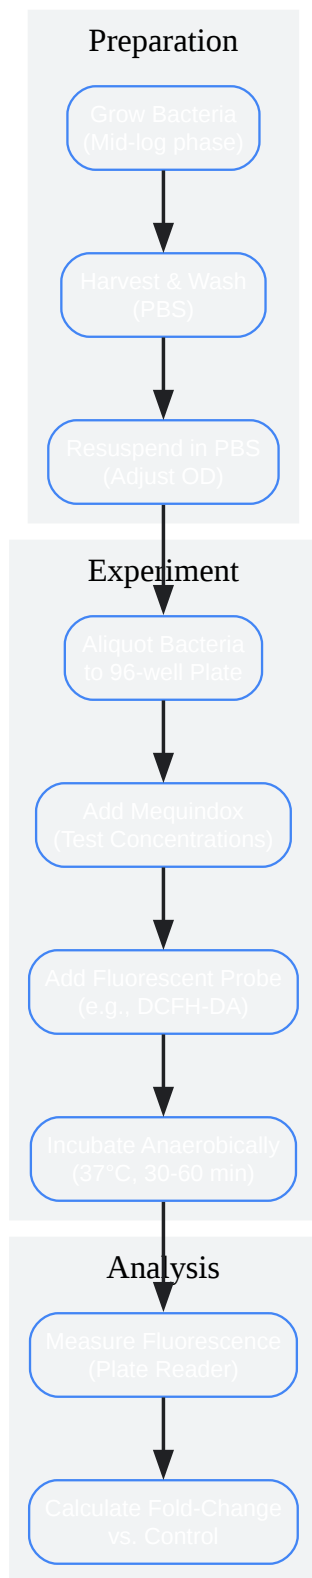 Preparation
Grow Bacteria
(Mid-log phase)
Harvest & Wash
(PBS)
Resuspend in PBS
(Adjust OD)
Experiment
Aliquot Bacteria
to 96-well Plate
Add Mequindox
(Test Concentrations)
Add Fluorescent Probe
(e.g., DCFH-DA)
Incubate Anaerobically
(37°C, 30-60 min)
Analysis
Measure Fluorescence
(Plate Reader)
Calculate Fold-Change
vs. Control